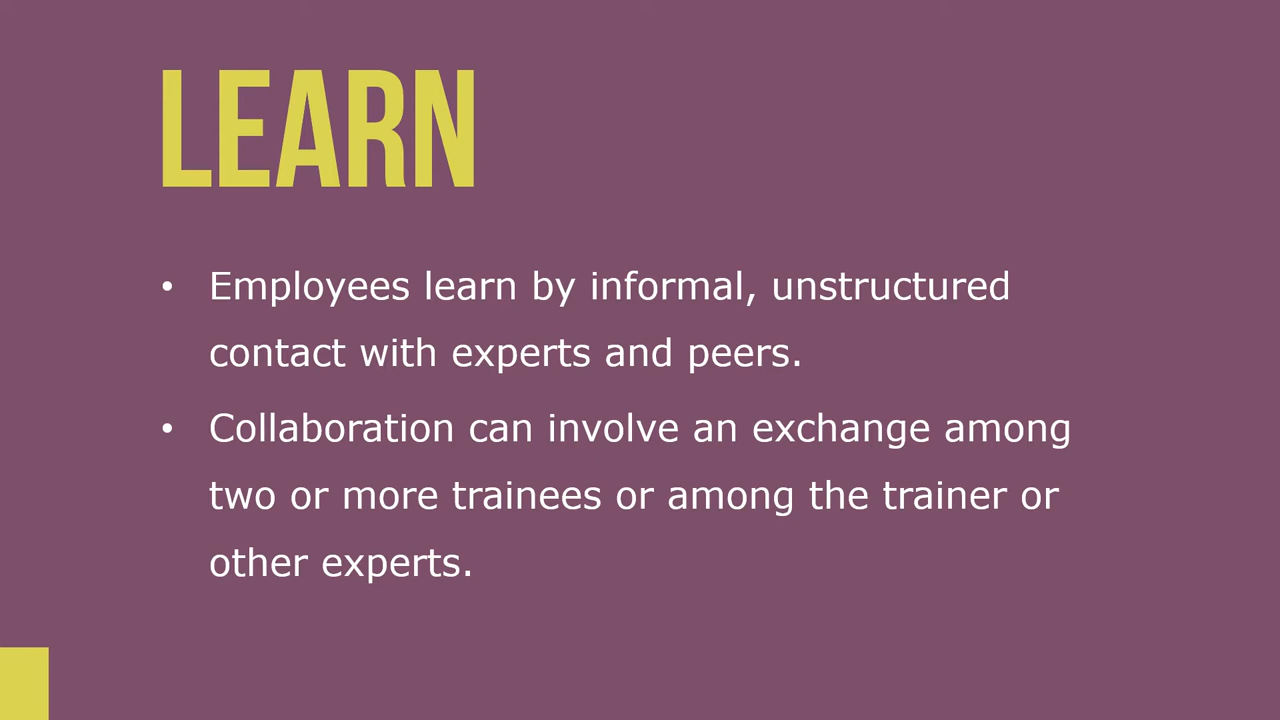 LEARN
• Employees learn by informal, unstructured
contact with experts and peers.
• Collaboration can involve an exchange among
two or more trainees or among the trainer or
other experts.